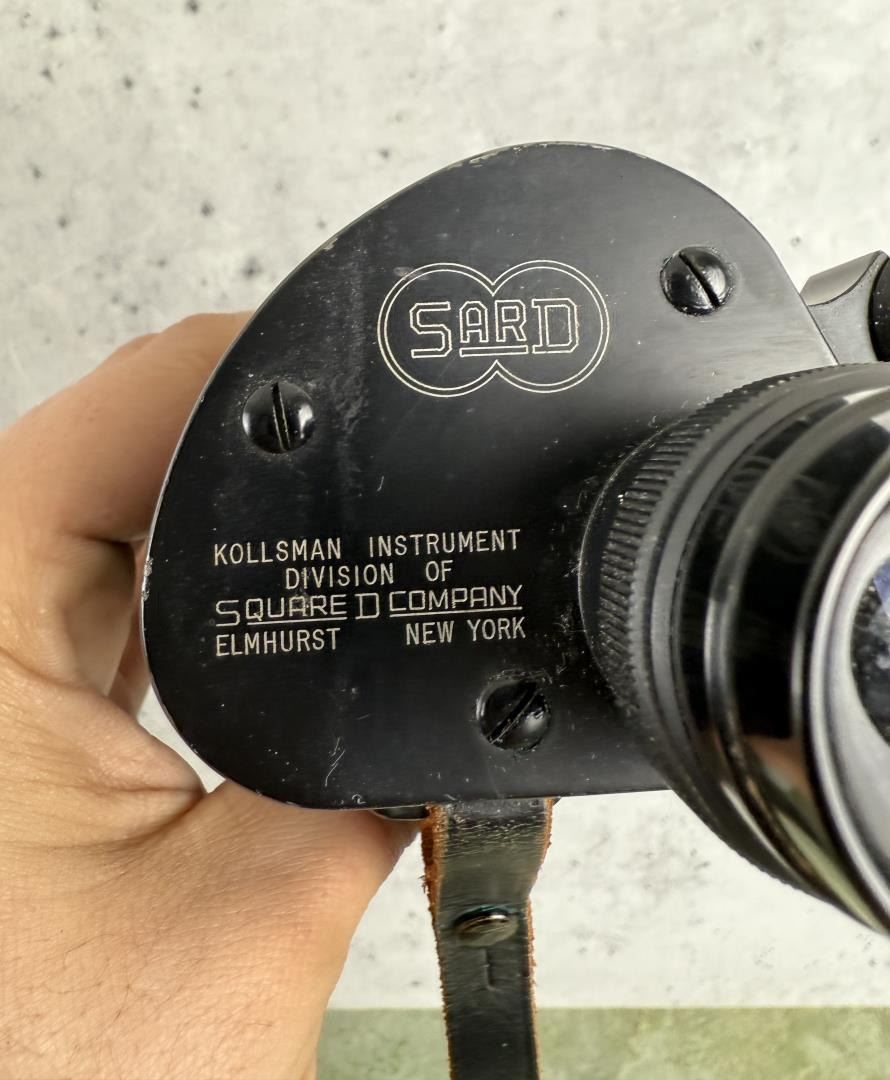 SARD
KOLLSMAN INSTRUMENT
DIVISION OF
SQUARE D COMPANY
ELMHURST NEW YORK